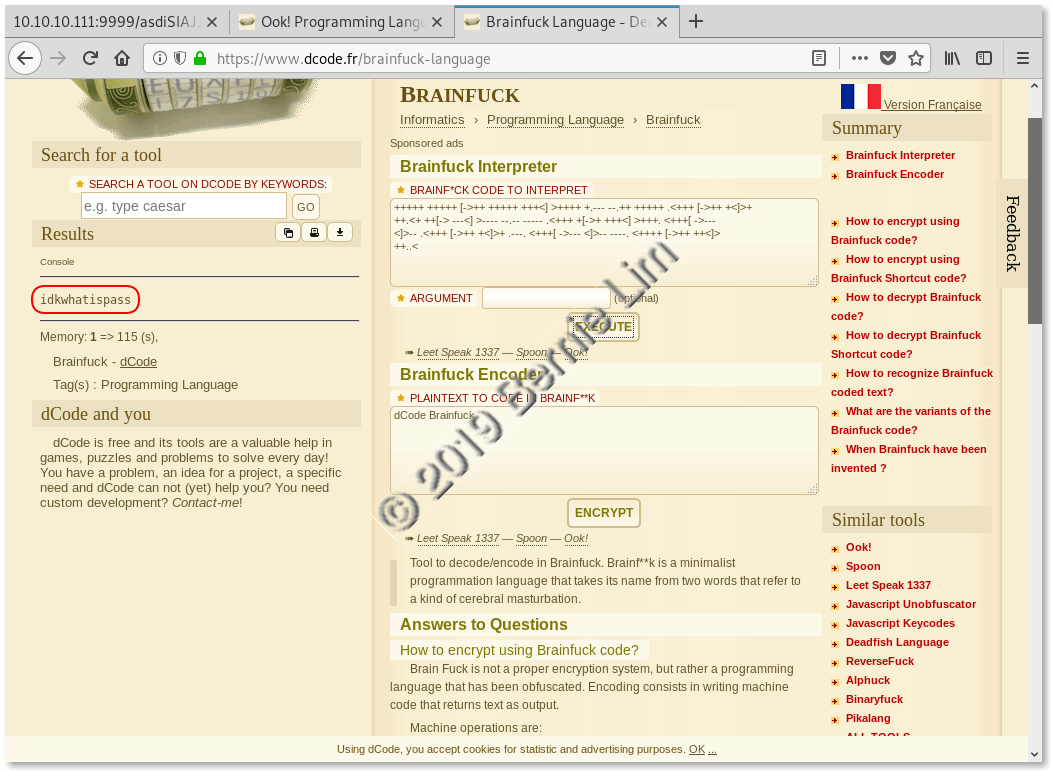 10.10.10.111:9999/asdiSIAJ
Ook! Programming Langu
Brainfuck Language - De
https://www.dcode.fr/brainfuck-language
Search for a tool
SEARCH A TOOL ON DCODE BY KEYWORDS:
e.g. type caesar
GO
Results
Console
idkwhatispass
Memory: 1 => 115 (s),
Brainfuck - dCode
Tag(s) : Programming Language
dCode and you
dCode is free and its tools are a valuable help in
games, puzzles and problems to solve every day!
You have a problem, an idea for a project, a specific
need and dCode can not (yet) help you? You need
custom development? Contact-me!
BRAINFUCK
Informatics › Programming Language › Brainfuck
Sponsored ads
Brainfuck Interpreter
BRAINF*CK CODE TO INTERPRET
+++++ +++++ [->++ +++++ +++<] >++++ +.--- --.++ +++++ .<+++ [->++ +<]>+
++.<+ ++[-> ---<] >---- --.-- ----- .<+++ +[->+ +++<] >+++. <+++[ ->---
<]>-- .<+++ [->++ +<]>+ .---. <+++[ ->--- <]>-- ----. <++++ [->++ ++<]>
++..<
ARGUMENT
(optional)
EXECUTE
➠ Leet Speak 1337 — Spoon — Ook!
Brainfuck Encoder
PLAINTEXT TO CODE IN BRAINF**K
dCode Brainfuck
ENCRYPT
➠ Leet Speak 1337 — Spoon — Ook!
Tool to decode/encode in Brainfuck. Brainf**k is a minimalist
programmation language that takes its name from two words that refer to
a kind of cerebral masturbation.
Answers to Questions
How to encrypt using Brainfuck code?
Brain Fuck is not a proper encryption system, but rather a programming
language that has been obfuscated. Encoding consists in writing machine
code that returns text as output.
Machine operations are:
Version Française
Summary
Brainfuck Interpreter
Brainfuck Encoder
How to encrypt using
Brainfuck code?
How to encrypt using
Brainfuck Shortcut code?
How to decrypt Brainfuck
code?
How to decrypt Brainfuck
Shortcut code?
How to recognize Brainfuck
coded text?
What are the variants of the
Brainfuck code?
When Brainfuck have been
invented ?
Similar tools
Ook!
Spoon
Leet Speak 1337
Javascript Unobfuscator
Javascript Keycodes
Deadfish Language
ReverseFuck
Alphuck
Binaryfuck
Pikalang
ALL TOOLS
Feedback
Using dCode, you accept cookies for statistic and advertising purposes. OK ...
© 2019 Bernie Lim